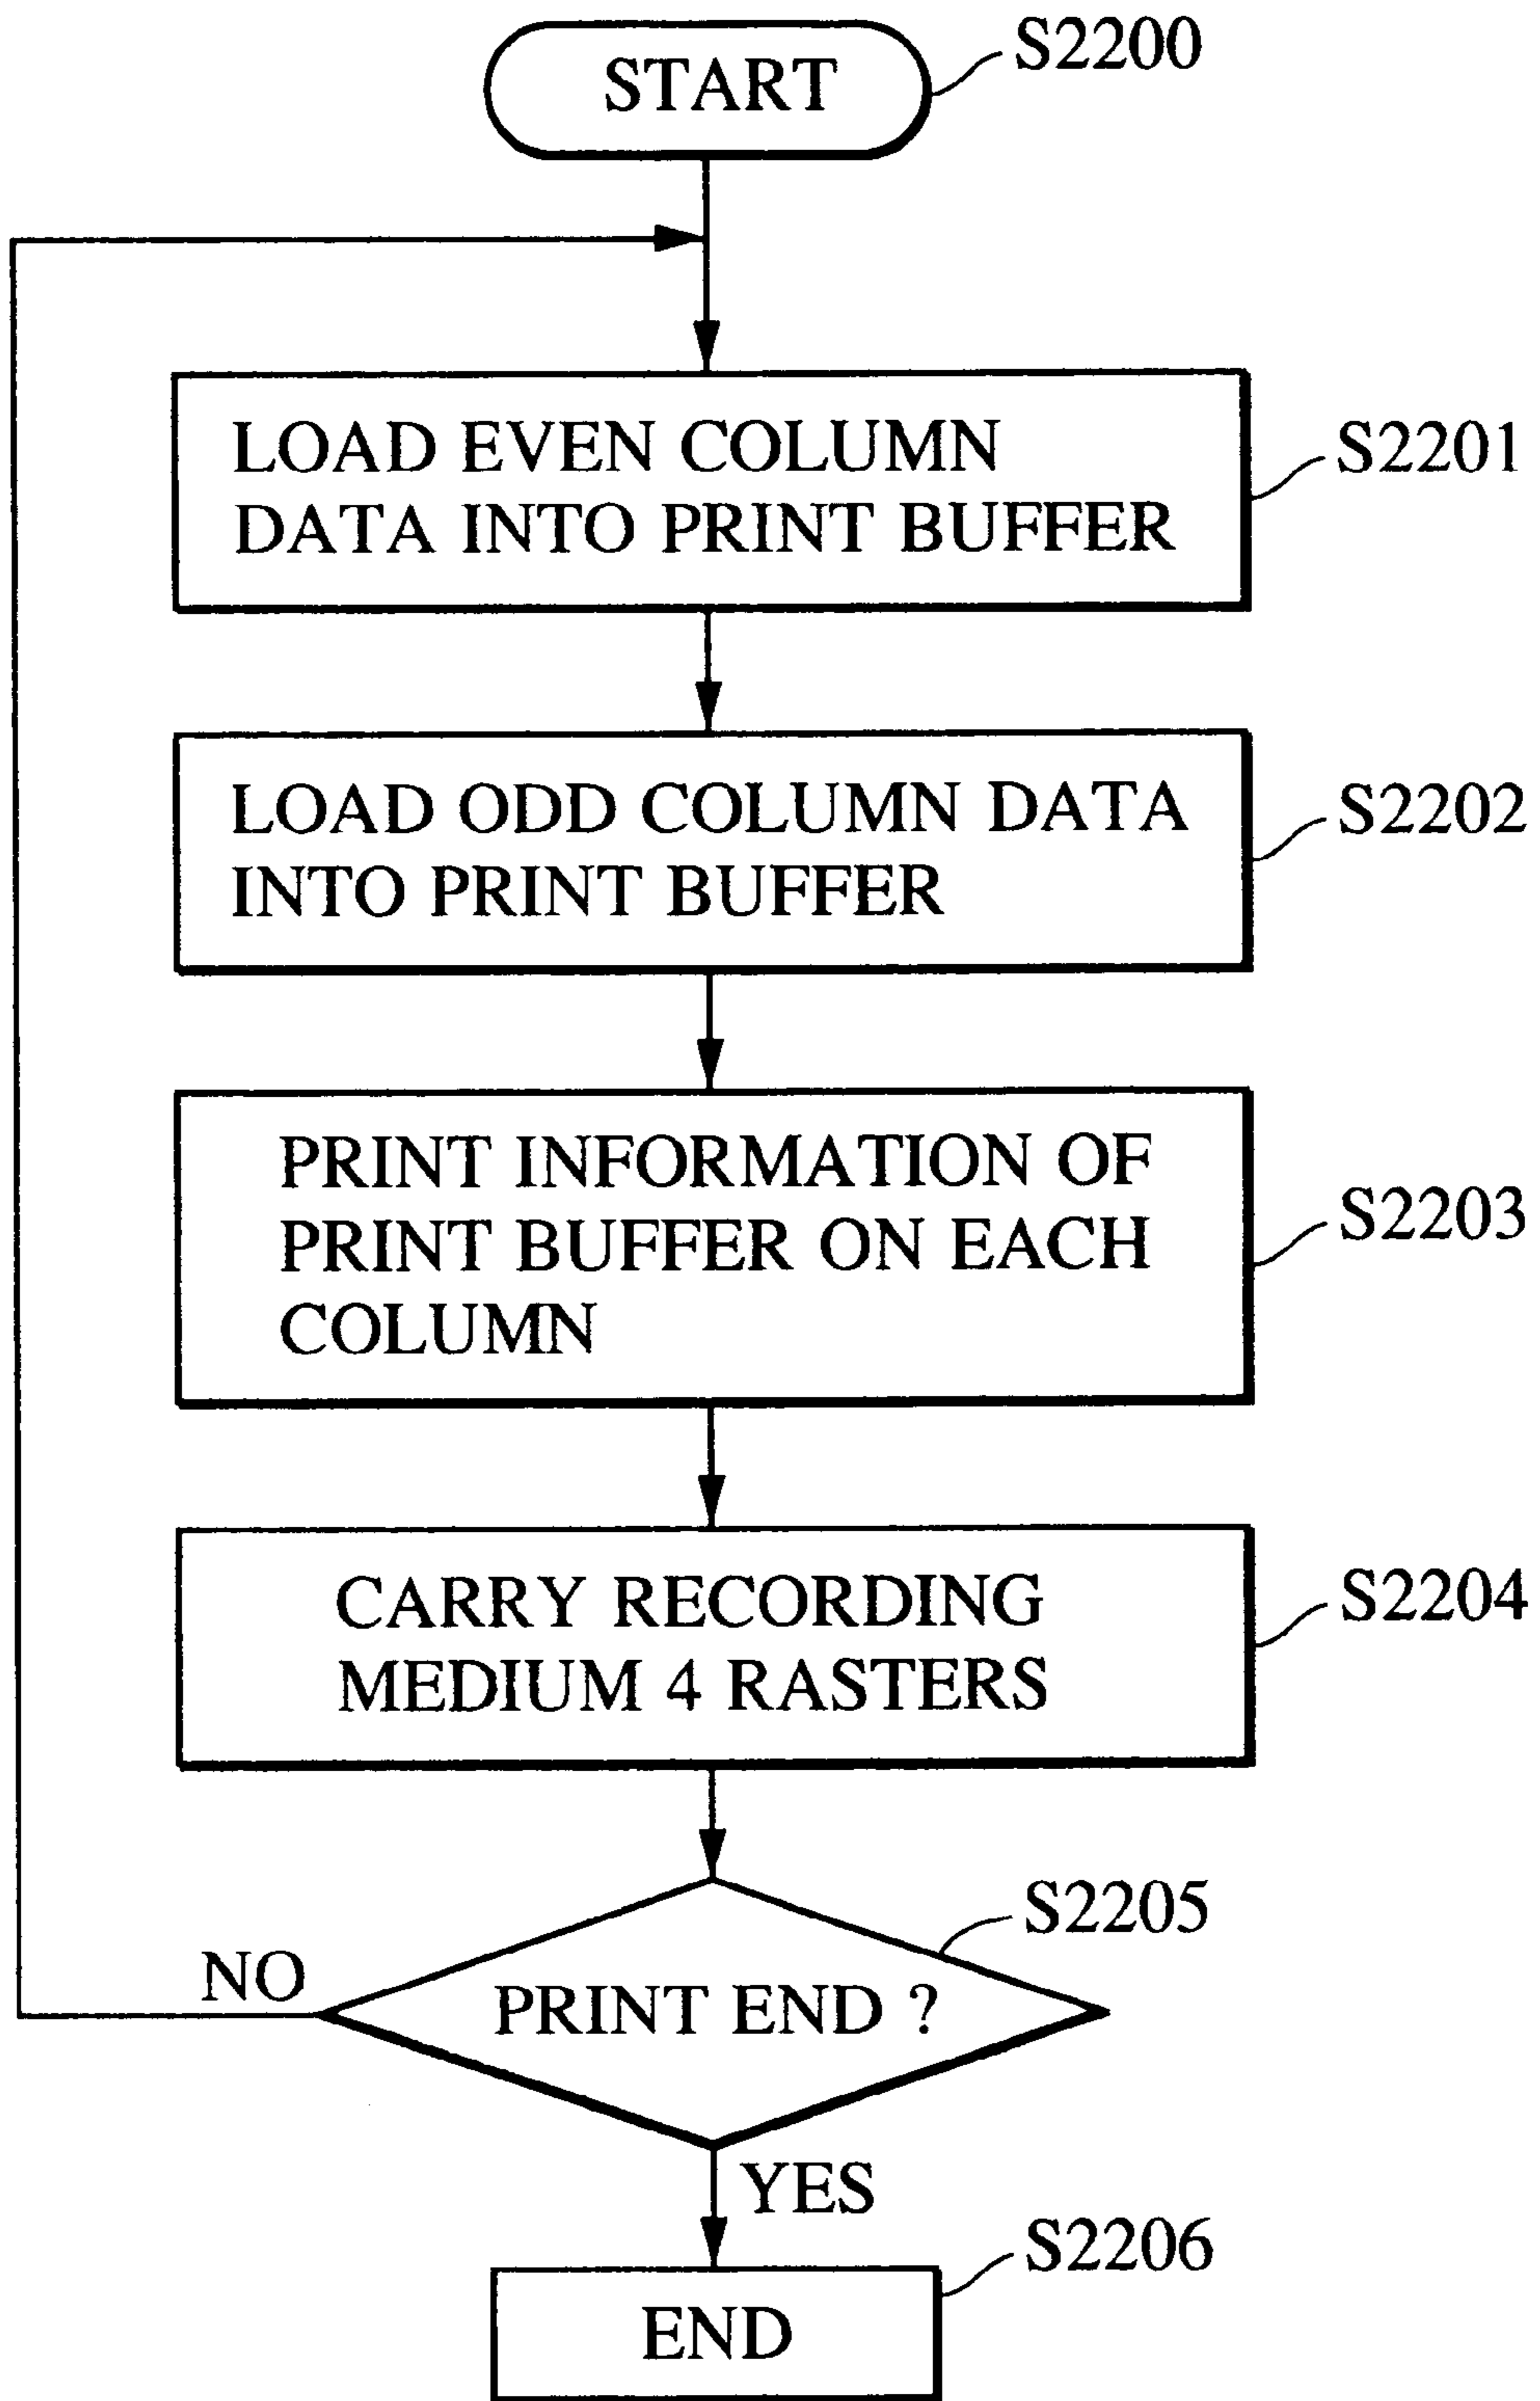 START
S2200
LOAD EVEN COLUMN
DATA INTO PRINT BUFFER
S2201
LOAD ODD COLUMN DATA
INTO PRINT BUFFER
S2202
PRINT INFORMATION OF
PRINT BUFFER ON EACH
COLUMN
S2203
CARRY RECORDING
MEDIUM 4 RASTERS
S2204
S2205
NO
PRINT END ?
YES
S2206
END